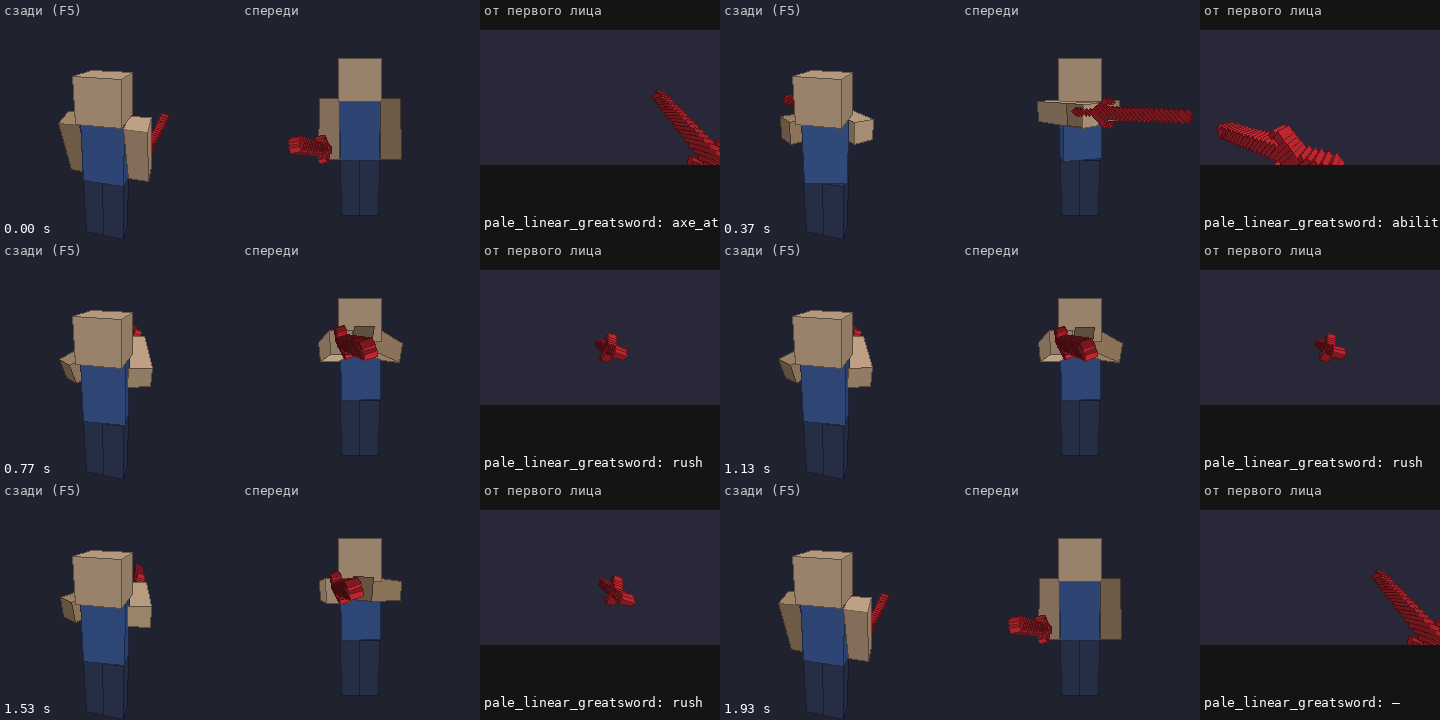 сзади (F5) спереди от первого лица сзади (F5) спереди от первого лица
0.00 s pale_linear_greatsword: axe_at 0.37 s pale_linear_greatsword: abilit
сзади (F5) спереди от первого лица сзади (F5) спереди от первого лица
0.77 s pale_linear_greatsword: rush 1.13 s pale_linear_greatsword: rush
сзади (F5) спереди от первого лица сзади (F5) спереди от первого лица
1.53 s pale_linear_greatsword: rush 1.93 s pale_linear_greatsword: —